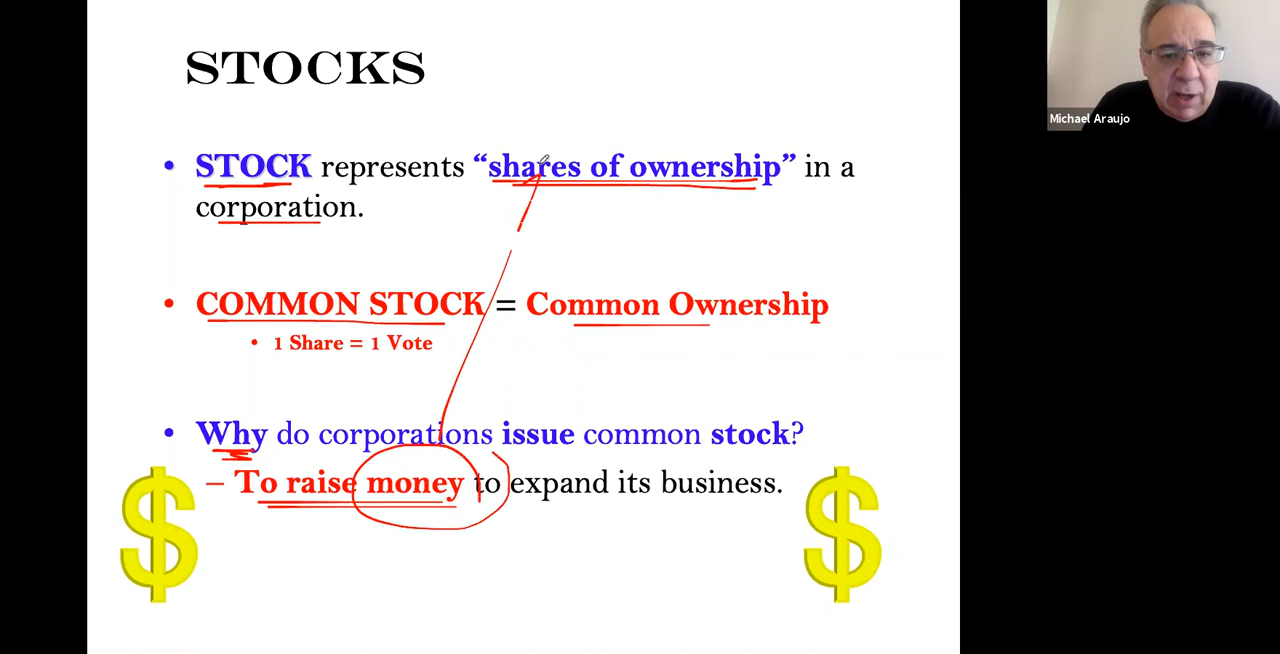 STOCKS
• STOCK represents “shares of ownership” in a
corporation.
• COMMON STOCK = Common Ownership
• 1 Share = 1 Vote
• Why do corporations issue common stock?
– To raise money to expand its business.
$ $
Michael Araujo